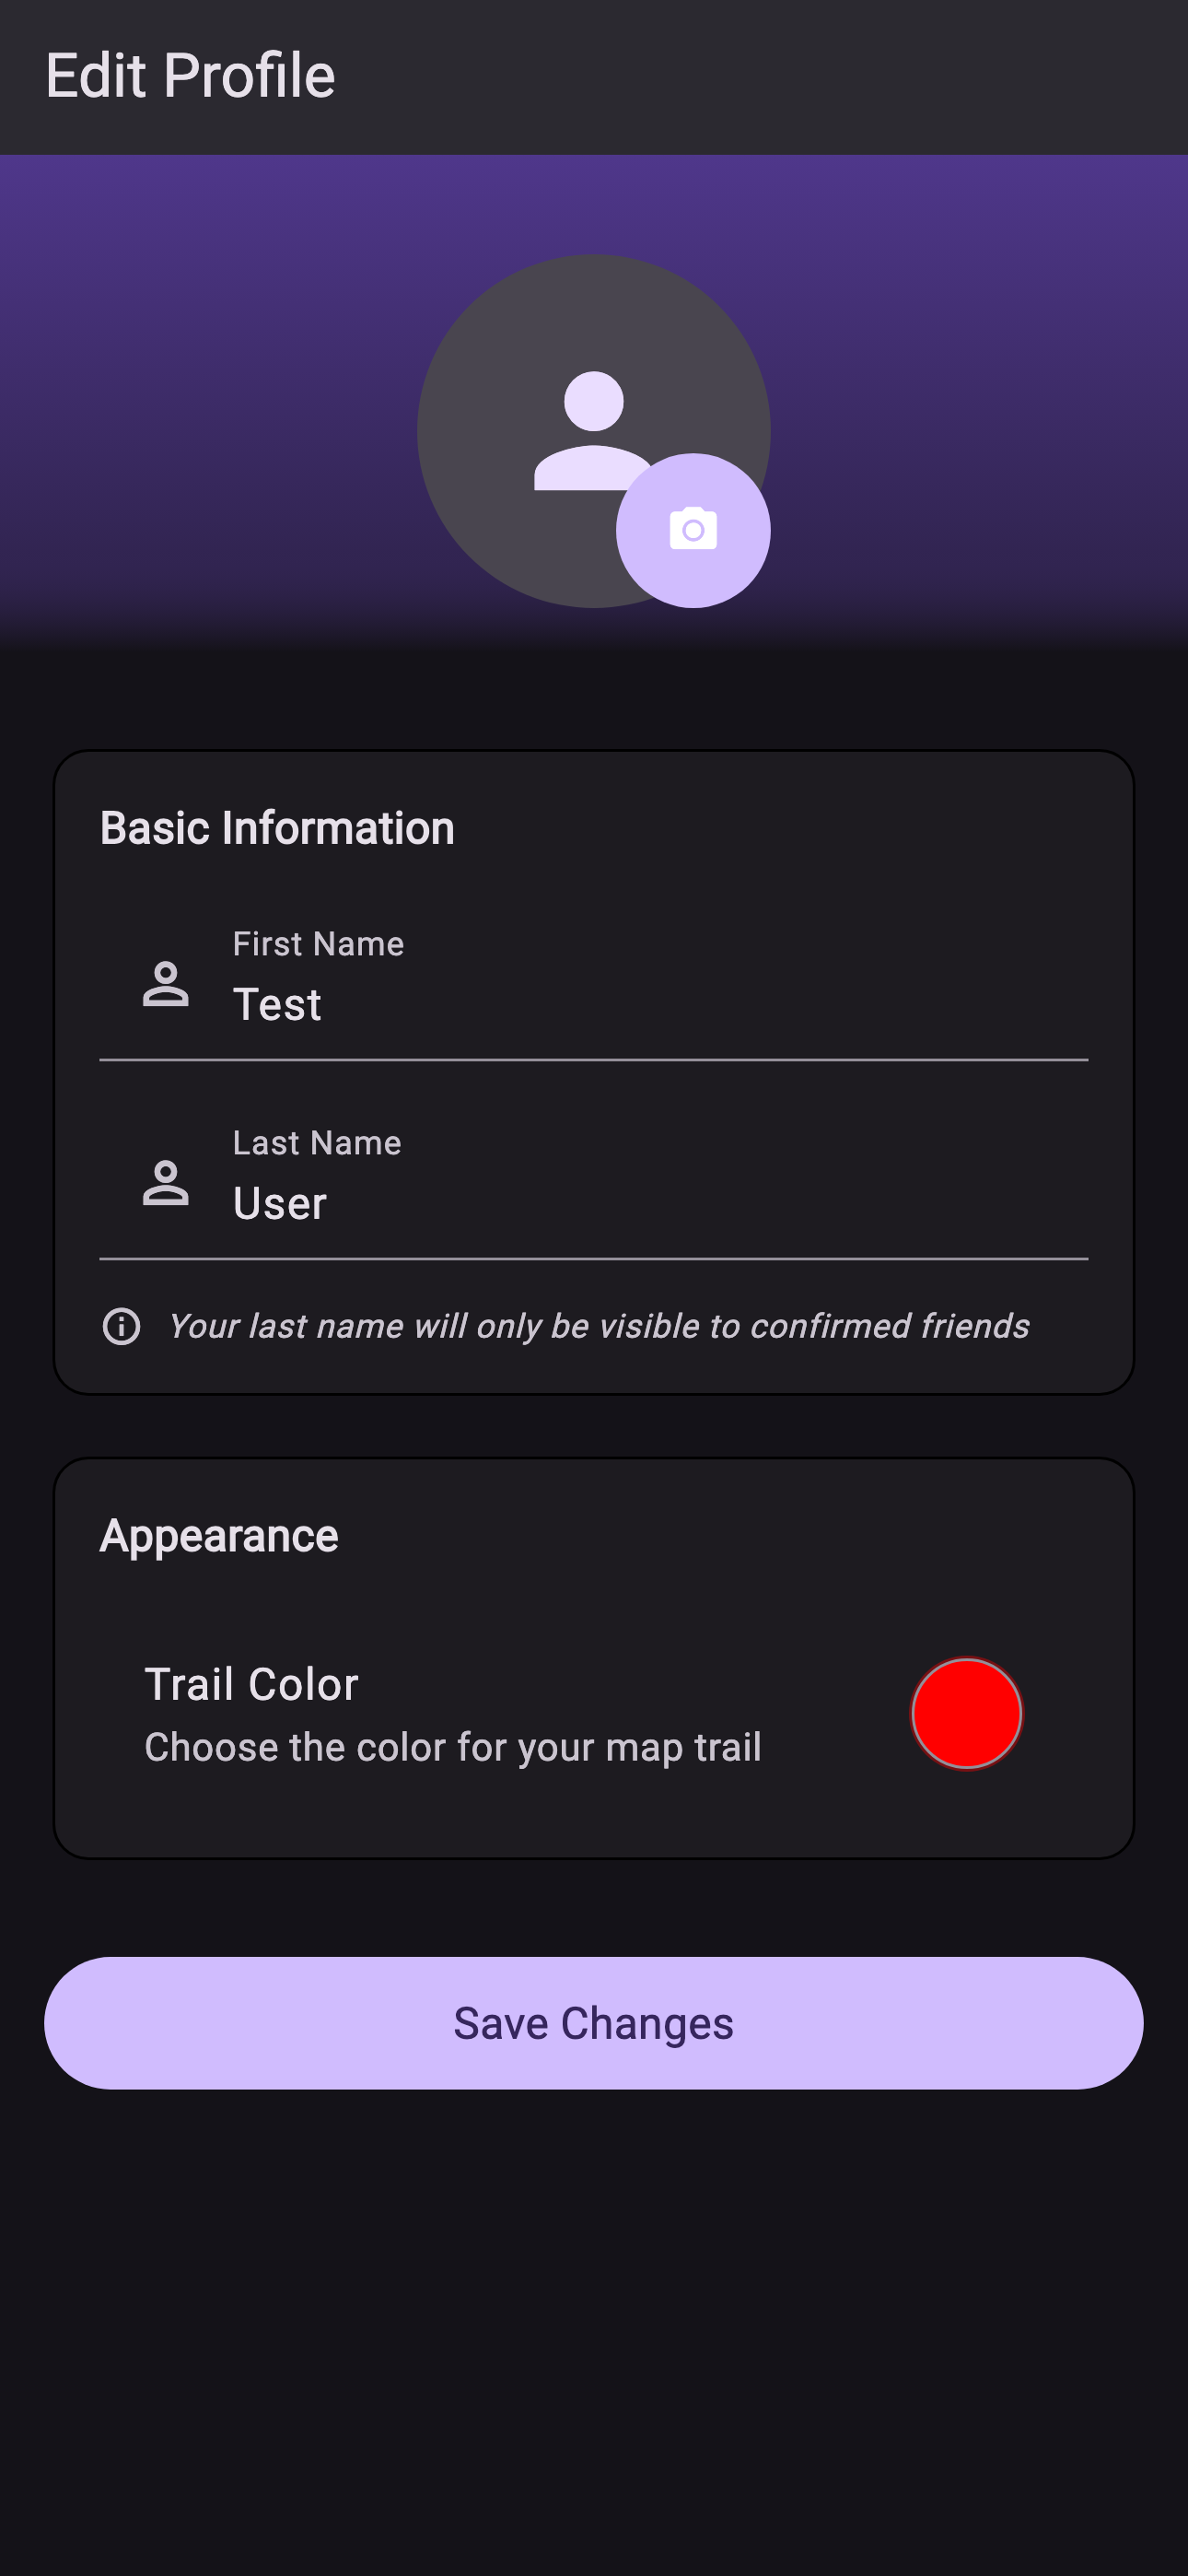 Edit Profile
Basic Information
First Name
Test
Last Name
User
Your last name will only be visible to confirmed friends
Appearance
Trail Color
Choose the color for your map trail
Save Changes